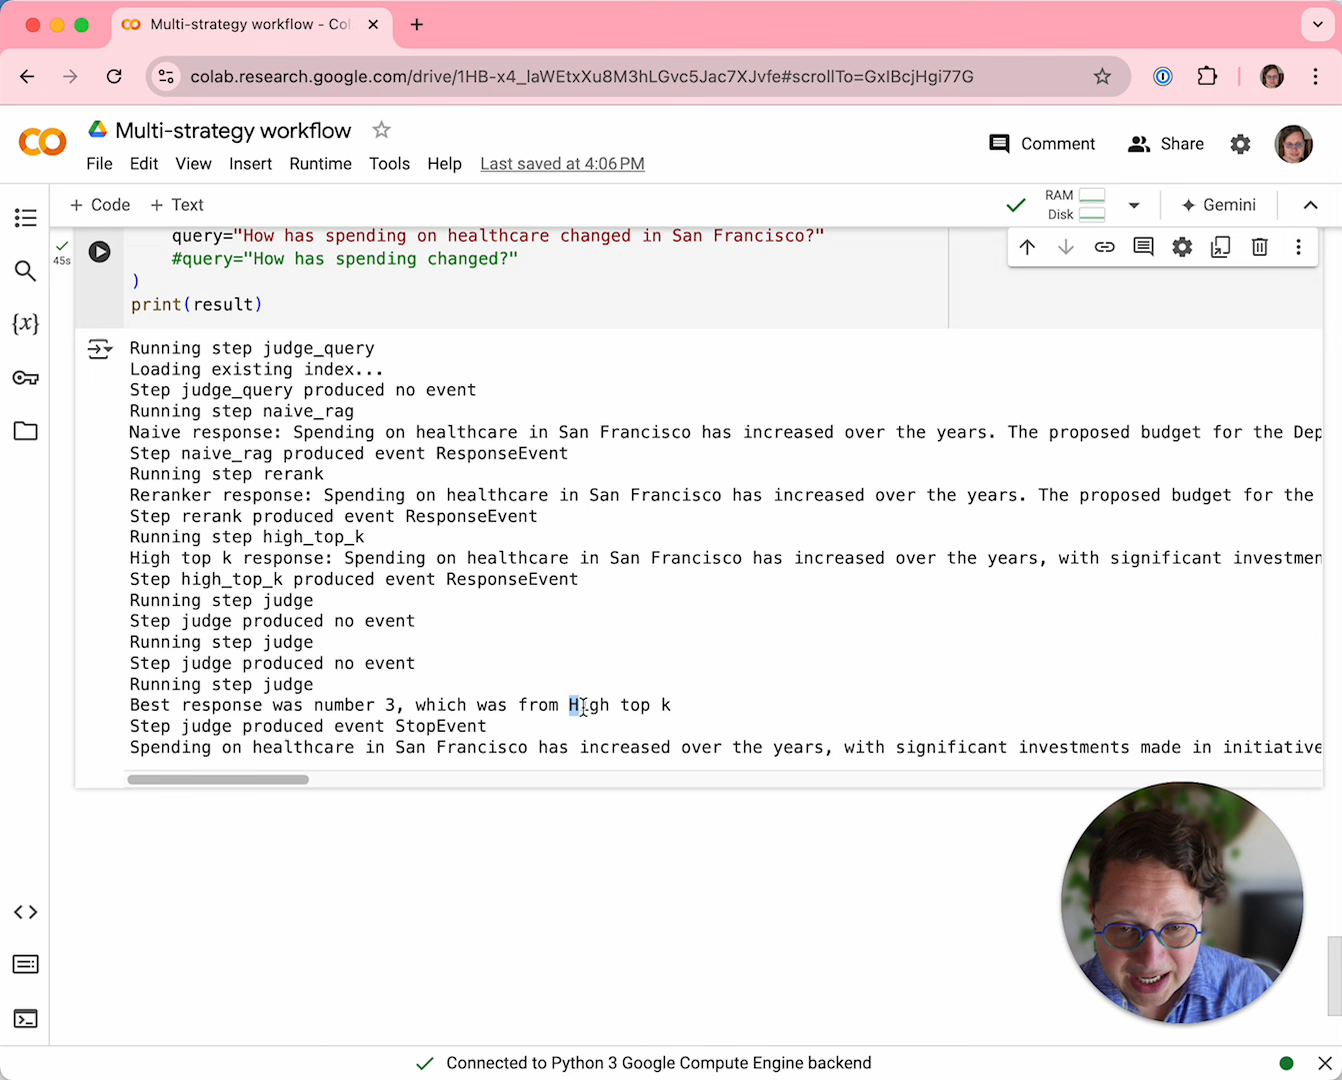 Multi-strategy workflow - Col
colab.research.google.com/drive/1HB-x4_laWEtxXu8M3hLGvc5Jac7XJvfe#scrollTo=GxIBcjHgi77G
Multi-strategy workflow
Comment
Share
File Edit View Insert Runtime Tools Help Last saved at 4:06 PM
+ Code + Text
RAM
Disk
Gemini
query="How has spending on healthcare changed in San Francisco?"
45s
#query="How has spending changed?"
)
print(result)
{x}
Running step judge_query
Loading existing index...
Step judge_query produced no event
Running step naive_rag
Naive response: Spending on healthcare in San Francisco has increased over the years. The proposed budget for the Dep
Step naive_rag produced event ResponseEvent
Running step rerank
Reranker response: Spending on healthcare in San Francisco has increased over the years. The proposed budget for the
Step rerank produced event ResponseEvent
Running step high_top_k
High top k response: Spending on healthcare in San Francisco has increased over the years, with significant investmen
Step high_top_k produced event ResponseEvent
Running step judge
Step judge produced no event
Running step judge
Step judge produced no event
Running step judge
Best response was number 3, which was from High top k
Step judge produced event StopEvent
Spending on healthcare in San Francisco has increased over the years, with significant investments made in initiative
Connected to Python 3 Google Compute Engine backend